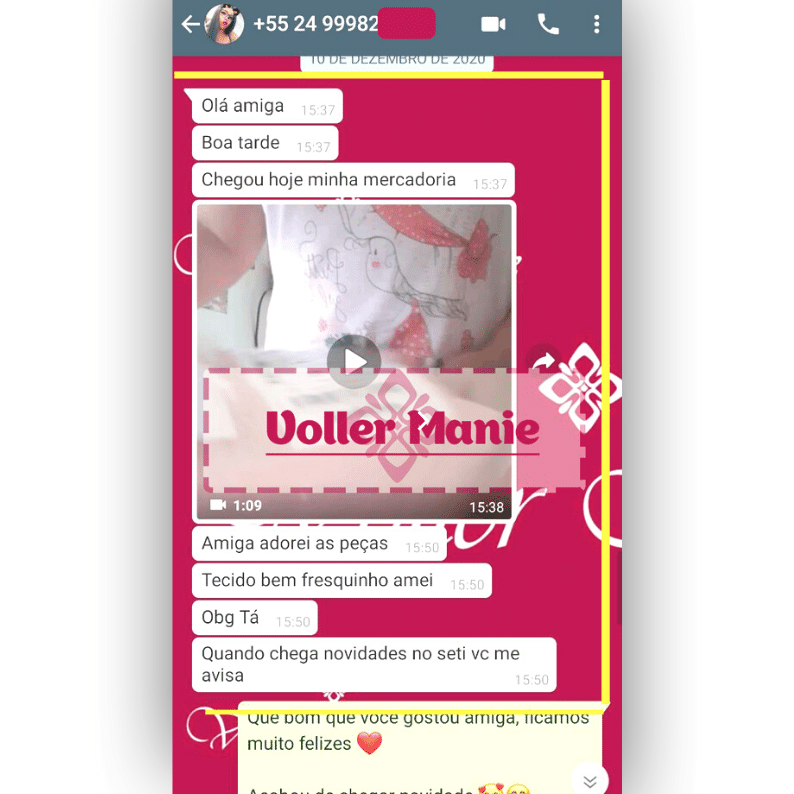 +55 24 99982
10 DE DEZEMBRO DE 2020
Olá amiga 15:37
Boa tarde 15:37
Chegou hoje minha mercadoria 15:37
Voller Manie
1:09 15:38
Amiga adorei as peças 15:50
Tecido bem fresquinho amei 15:50
Obg Tá 15:50
Quando chega novidades no seti vc me
avisa 15:50
Que bom que você gostou amiga, ficamos
muito felizes ❤️
Acabou de chegar novidade 🥰